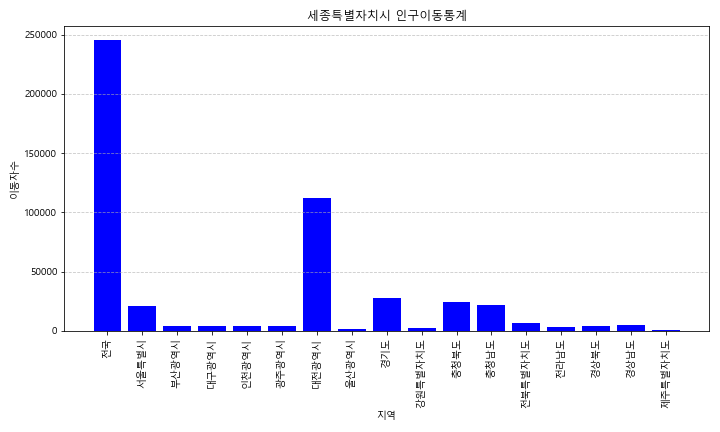 세종특별자치시 인구이동통계
이동자수
250000
200000
150000
100000
50000
0
전국
서울특별시
부산광역시
대구광역시
인천광역시
광주광역시
대전광역시
울산광역시
경기도
강원특별자치도
충청북도
충청남도
전북특별자치도
전라남도
경상북도
경상남도
제주특별자치도
지역